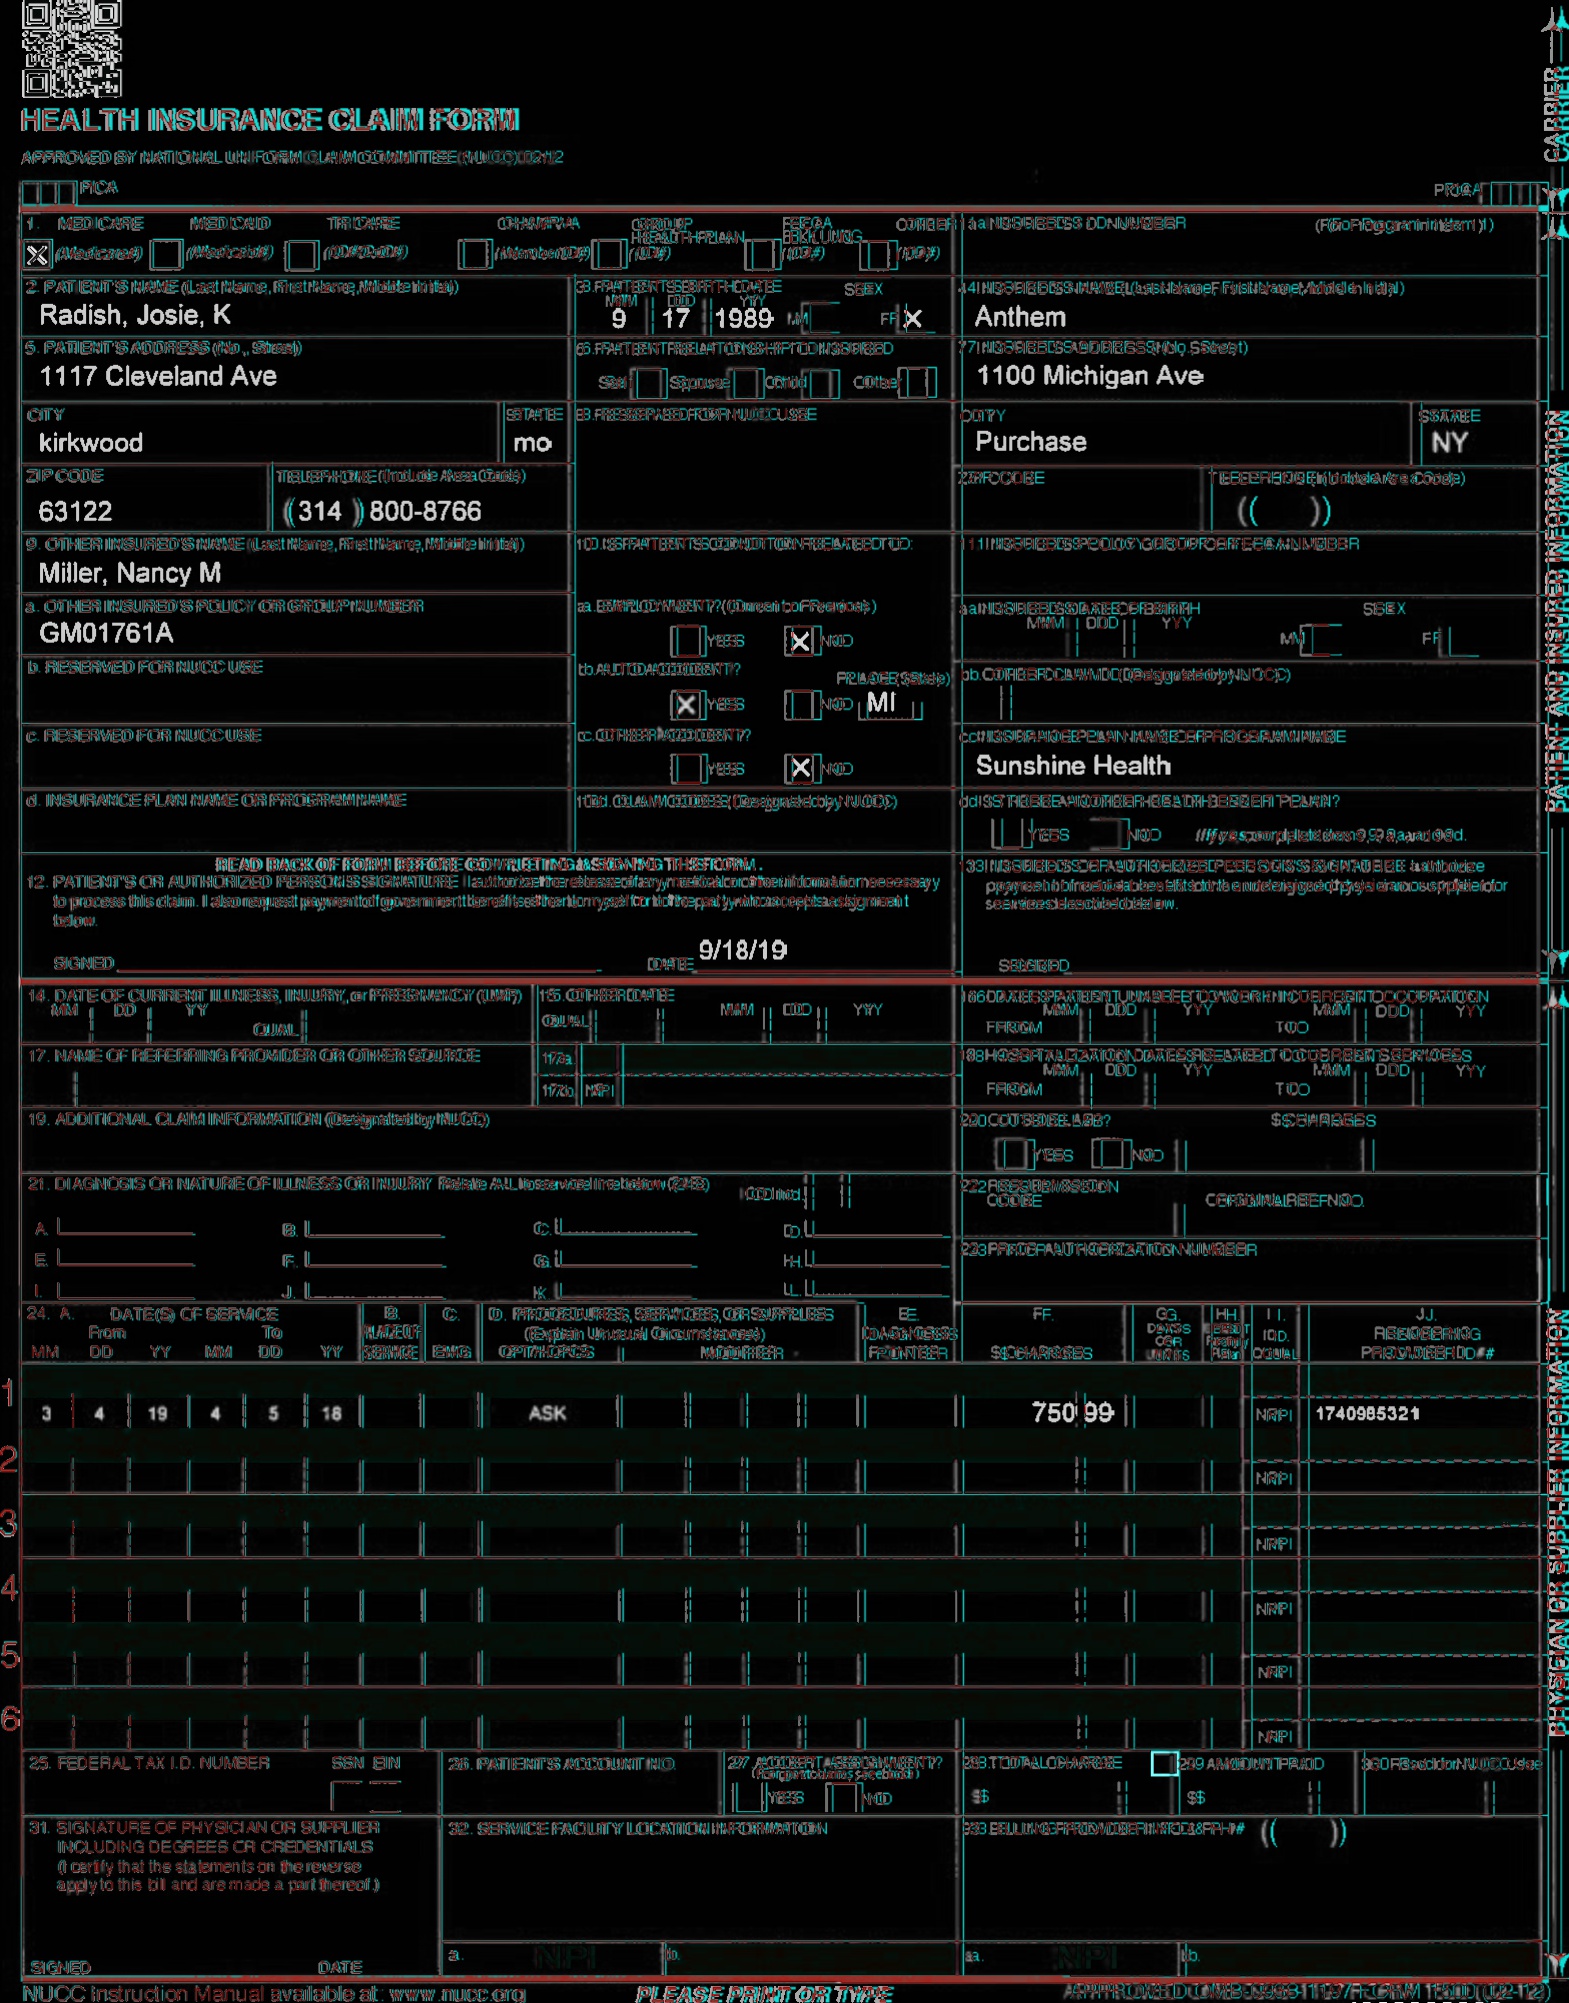 HEALTH INSURANCE CLAIM FORM
APPROVED BY NATIONAL UNIFORM CLAIM COMMITTEE (NUCC) 02/12
PICA
PICA
CARRIER
1. MEDICARE MEDICAID TRICARE CHAMPVA GROUP HEALTH PLAN FECA BLK LUNG OTHER
X (Medicare#) (Medicaid#) (ID#/DoD#) (Member ID#) (ID#) (ID#) (ID#)
1a. INSURED'S I.D. NUMBER (For Program in Item 1)
2. PATIENT'S NAME (Last Name, First Name, Middle Initial)
Radish, Josie, K
3. PATIENT'S BIRTH DATE SEX
MM DD YY
9 17 1989 M F X
4. INSURED'S NAME (Last Name, First Name, Middle Initial)
Anthem
5. PATIENT'S ADDRESS (No., Street)
1117 Cleveland Ave
6. PATIENT RELATIONSHIP TO INSURED
Self Spouse Child Other
7. INSURED'S ADDRESS (No., Street)
1100 Michigan Ave
CITY STATE
kirkwood mo
8. RESERVED FOR NUCC USE
CITY STATE
Purchase NY
ZIP CODE TELEPHONE (Include Area Code)
63122 (314) 800-8766
ZIP CODE TELEPHONE (Include Area Code)
( )
9. OTHER INSURED'S NAME (Last Name, First Name, Middle Initial)
Miller, Nancy M
10. IS PATIENT'S CONDITION RELATED TO:
11. INSURED'S POLICY GROUP OR FECA NUMBER
a. OTHER INSURED'S POLICY OR GROUP NUMBER
GM01761A
a. EMPLOYMENT? (Current or Previous)
YES X NO
a. INSURED'S DATE OF BIRTH SEX
MM DD YY M F
b. RESERVED FOR NUCC USE
b. AUTO ACCIDENT? PLACE (State)
X YES NO MI
b. OTHER CLAIM ID (Designated by NUCC)
c. RESERVED FOR NUCC USE
c. OTHER ACCIDENT?
YES X NO
c. INSURANCE PLAN NAME OR PROGRAM NAME
Sunshine Health
d. INSURANCE PLAN NAME OR PROGRAM NAME
10d. CLAIM CODES (Designated by NUCC)
d. IS THERE ANOTHER HEALTH BENEFIT PLAN?
YES NO If yes, complete items 9, 9a, and 9d.
READ BACK OF FORM BEFORE COMPLETING & SIGNING THIS FORM.
12. PATIENT'S OR AUTHORIZED PERSON'S SIGNATURE I authorize the release of any medical or other information necessary
to process this claim. I also request payment of government benefits either to myself or to the party who accepts assignment
below.
SIGNED DATE 9/18/19
13. INSURED'S OR AUTHORIZED PERSON'S SIGNATURE I authorize
payment of medical benefits to the undersigned physician or supplier for
services described below.
SIGNED
PATIENT AND INSURED INFORMATION
14. DATE OF CURRENT ILLNESS, INJURY, or PREGNANCY (LMP)
MM DD YY
QUAL.
15. OTHER DATE
QUAL. MM DD YY
16. DATES PATIENT UNABLE TO WORK IN CURRENT OCCUPATION
MM DD YY MM DD YY
FROM TO
17. NAME OF REFERRING PROVIDER OR OTHER SOURCE
17a.
17b. NPI
18. HOSPITALIZATION DATES RELATED TO CURRENT SERVICES
MM DD YY MM DD YY
FROM TO
19. ADDITIONAL CLAIM INFORMATION (Designated by NUCC)
20. OUTSIDE LAB? $ CHARGES
YES NO
21. DIAGNOSIS OR NATURE OF ILLNESS OR INJURY Relate A-L to service line below (24E)
ICD Ind.
A. B. C. D.
E. F. G. H.
I. J. K. L.
22. RESUBMISSION CODE ORIGINAL REF. NO.
23. PRIOR AUTHORIZATION NUMBER
24. A. DATE(S) OF SERVICE B. C. D. PROCEDURES, SERVICES, OR SUPPLIES E. F. G. H. I. J.
From To PLACE OF (Explain Unusual Circumstances) DIAGNOSIS DAYS OR EPSDT Family ID. RENDERING
MM DD YY MM DD YY SERVICE EMG CPT/HCPCS MODIFIER POINTER $ CHARGES UNITS Plan QUAL. PROVIDER ID. #
1
3 4 19 4 5 18 ASK 750 99 NPI 1740985321
2
NPI
3
NPI
4
NPI
5
NPI
6
NPI
25. FEDERAL TAX I.D. NUMBER SSN EIN
26. PATIENT'S ACCOUNT NO.
27. ACCEPT ASSIGNMENT?
(For govt. claims, see back)
YES NO
28. TOTAL CHARGE
$
29. AMOUNT PAID
$
30. Rsvd for NUCC Use
31. SIGNATURE OF PHYSICIAN OR SUPPLIER
INCLUDING DEGREES OR CREDENTIALS
(I certify that the statements on the reverse
apply to this bill and are made a part thereof.)
SIGNED DATE
32. SERVICE FACILITY LOCATION INFORMATION
a. NPI b.
33. BILLING PROVIDER INFO & PH # ( )
a. NPI b.
PHYSICIAN OR SUPPLIER INFORMATION
NUCC Instruction Manual available at: www.nucc.org
PLEASE PRINT OR TYPE